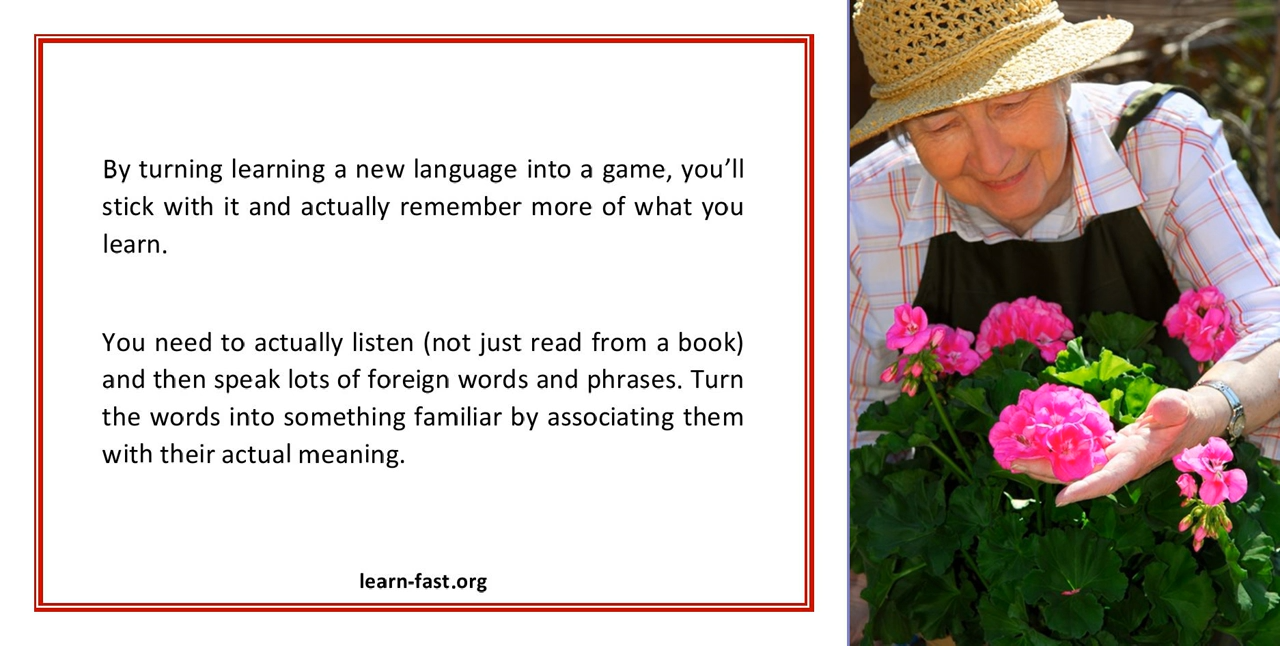 By turning learning a new language into a game, you’ll
stick with it and actually remember more of what you
learn.
You need to actually listen (not just read from a book)
and then speak lots of foreign words and phrases. Turn
the words into something familiar by associating them
with their actual meaning.
learn-fast.org